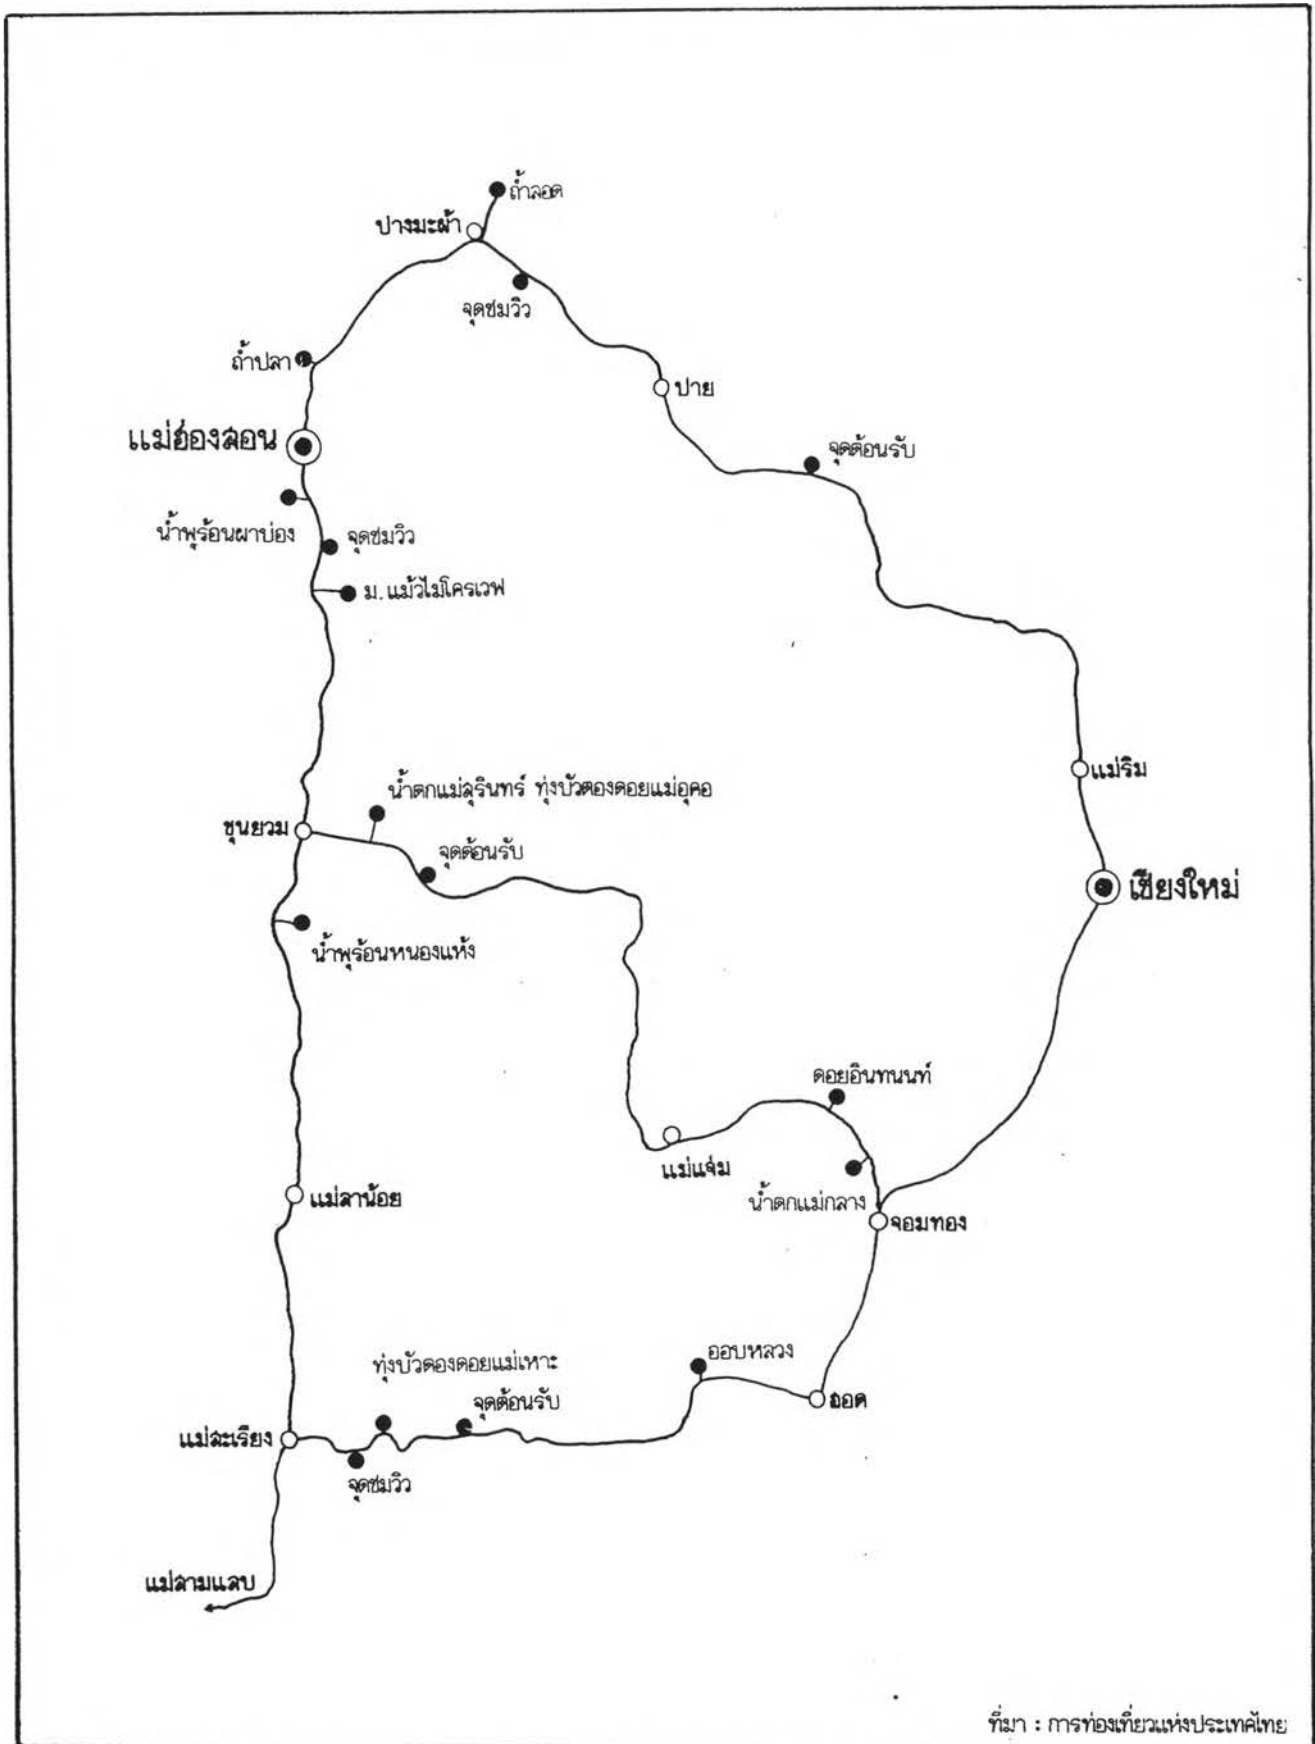 ถ้ำลอด
ปางมะผ้า
จุดชมวิว
ถ้ำปลา
ปาย
แม่ฮ่องสอน
จุดต้อนรับ
น้ำพุร้อนผาบ่อง
จุดชมวิว
ม. แม้วไมโครเวฟ
แม่ริม
น้ำตกแม่สุรินทร์ ทุ่งบัวตองดอยแม่อุคอ
ขุนยวม
จุดต้อนรับ
เชียงใหม่
น้ำพุร้อนหนองแห้ง
ดอยอินทนนท์
แม่แจ่ม
แม่ลาน้อย
น้ำตกแม่กลาง
จอมทอง
ออบหลวง
ทุ่งบัวตองดอยแม่เหาะ
จุดต้อนรับ
ฮอด
แม่สะเรียง
จุดชมวิว
แม่สามแลบ
ที่มา : การท่องเที่ยวแห่งประเทศไทย